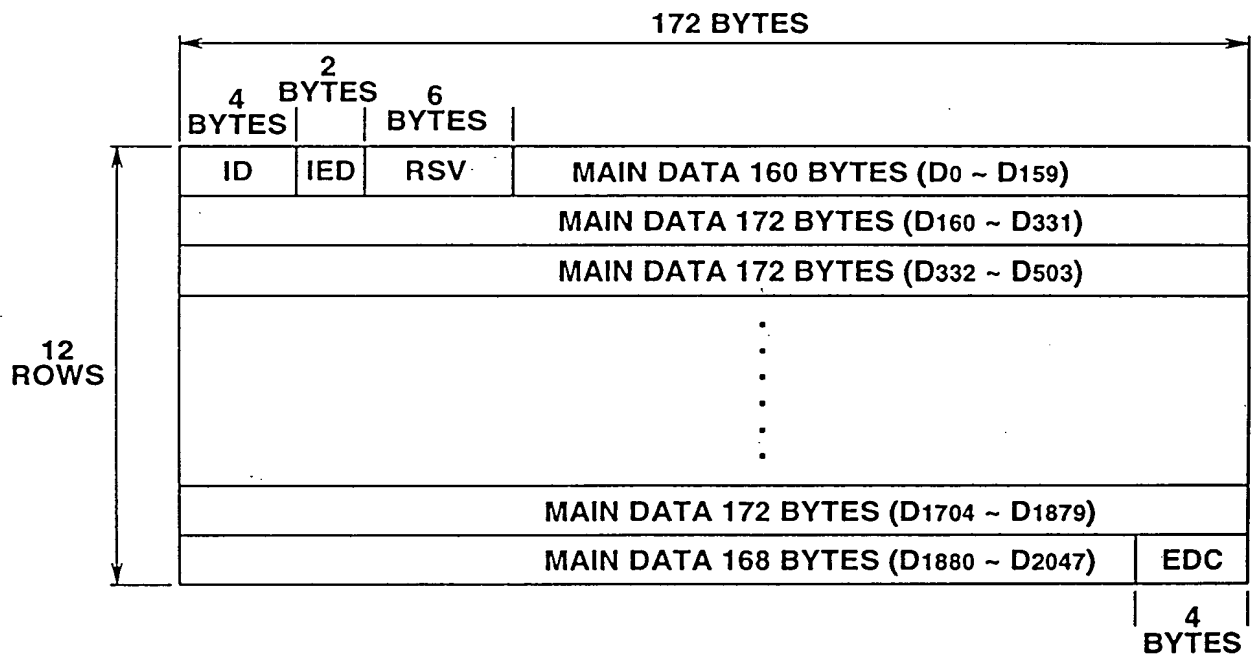 172 BYTES
2
BYTES
4
BYTES
6
BYTES
ID
IED
RSV
MAIN DATA 160 BYTES (D0 ~ D159)
MAIN DATA 172 BYTES (D160 ~ D331)
MAIN DATA 172 BYTES (D332 ~ D503)
12
ROWS
MAIN DATA 172 BYTES (D1704 ~ D1879)
MAIN DATA 168 BYTES (D1880 ~ D2047)
EDC
4
BYTES